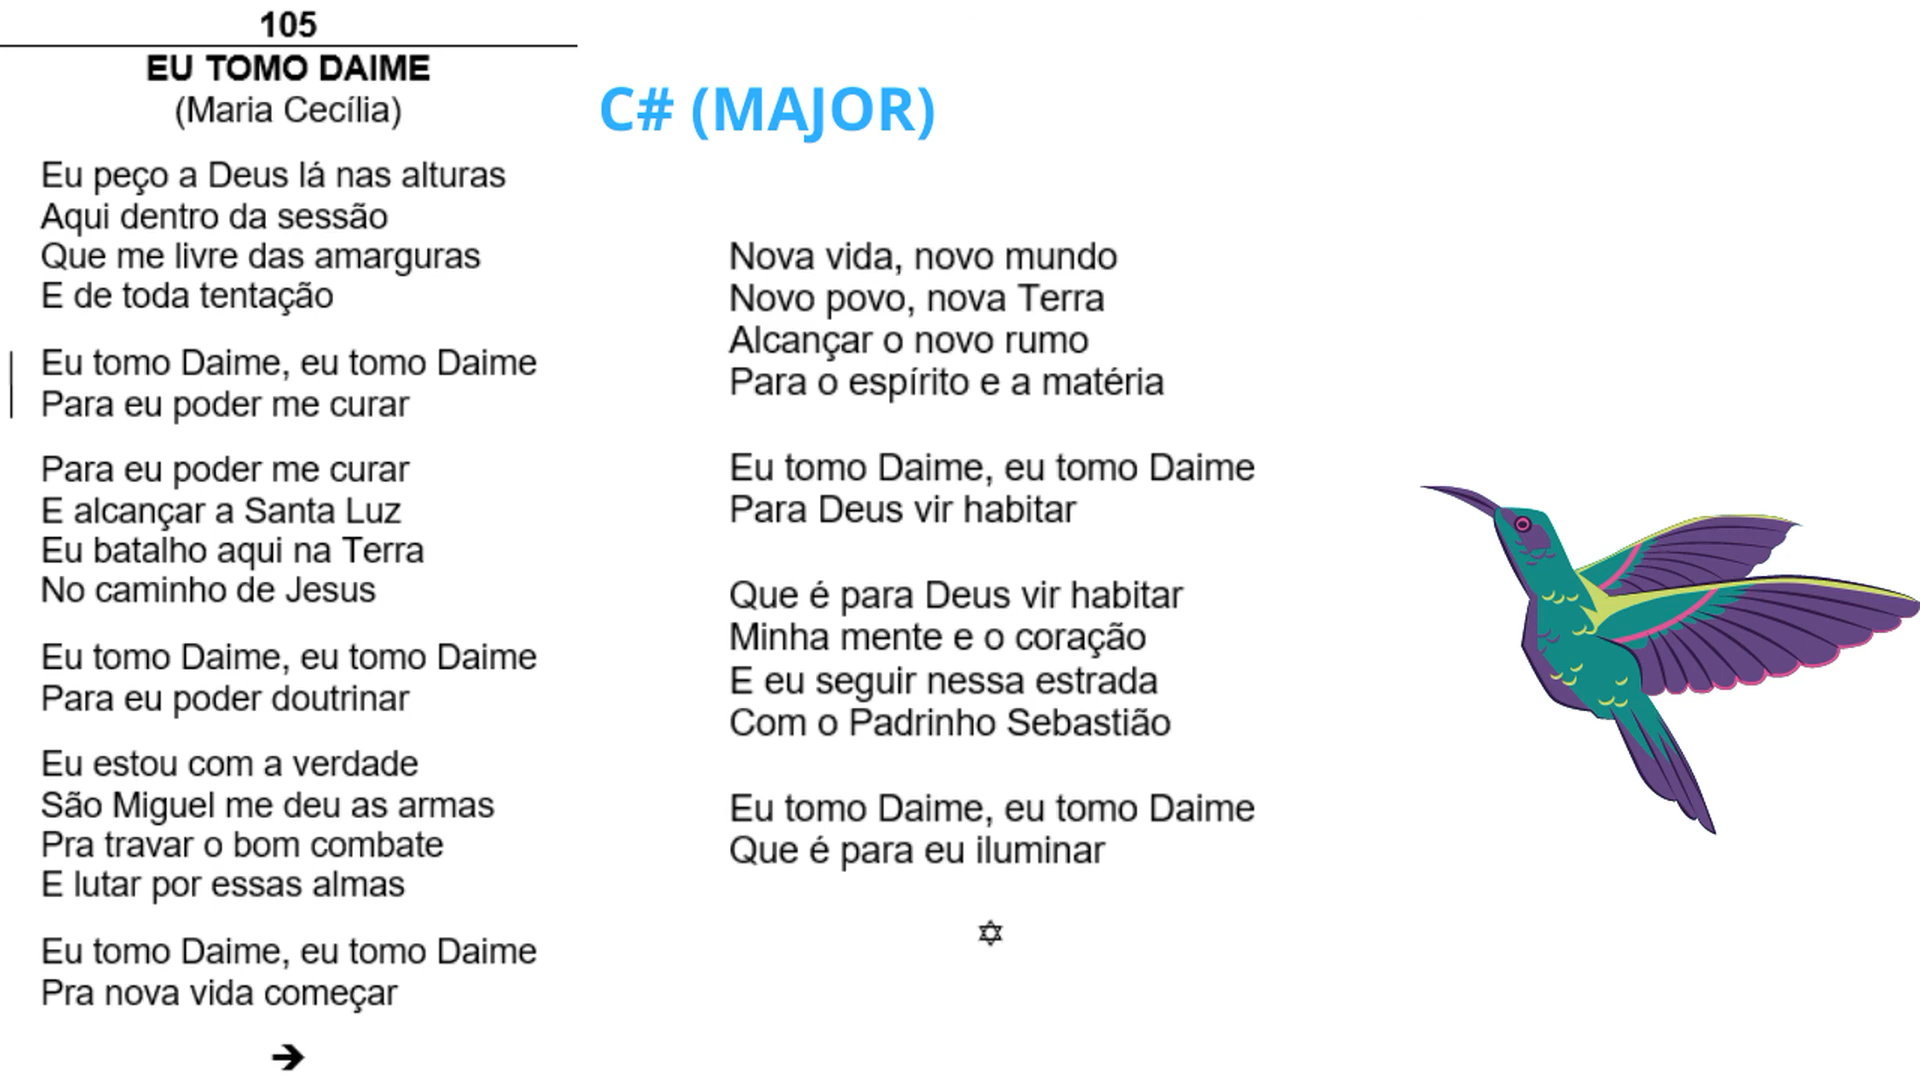 105
EU TOMO DAIME
(Maria Cecília)
C# (MAJOR)
Eu peço a Deus lá nas alturas
Aqui dentro da sessão
Que me livre das amarguras
E de toda tentação
Eu tomo Daime, eu tomo Daime
Para eu poder me curar
Para eu poder me curar
E alcançar a Santa Luz
Eu batalho aqui na Terra
No caminho de Jesus
Eu tomo Daime, eu tomo Daime
Para eu poder doutrinar
Eu estou com a verdade
São Miguel me deu as armas
Pra travar o bom combate
E lutar por essas almas
Eu tomo Daime, eu tomo Daime
Pra nova vida começar
Nova vida, novo mundo
Novo povo, nova Terra
Alcançar o novo rumo
Para o espírito e a matéria
Eu tomo Daime, eu tomo Daime
Para Deus vir habitar
Que é para Deus vir habitar
Minha mente e o coração
E eu seguir nessa estrada
Com o Padrinho Sebastião
Eu tomo Daime, eu tomo Daime
Que é para eu iluminar